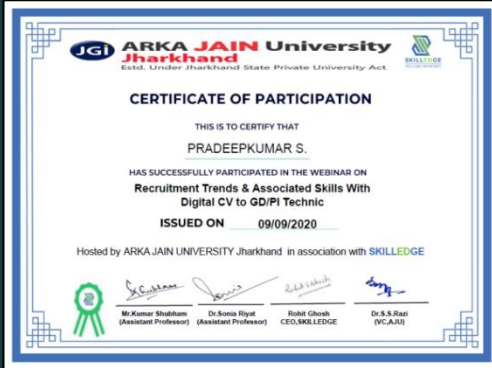 JGi ARKA JAIN University
Jharkhand
Estd. Under Jharkhand State Private University Act
SKILLEDGE
CERTIFICATE OF PARTICIPATION
THIS IS TO CERTIFY THAT
PRADEEPKUMAR S.
HAS SUCCESSFULLY PARTICIPATED IN THE WEBINAR ON
Recruitment Trends & Associated Skills With
Digital CV to GD/PI Technic
ISSUED ON 09/09/2020
Hosted by ARKA JAIN UNIVERSITY Jharkhand in association with SKILLEDGE
Mr.Kumar Shubham Dr.Sonia Riyat Rohit Ghosh Dr.S.S.Razi
(Assistant Professor) (Assistant Professor) CEO,SKILLEDGE (VC,AJU)